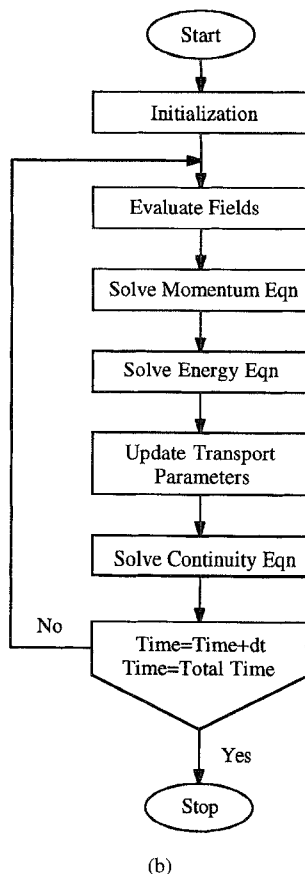 Start
Initialization
Evaluate Fields
Solve Momentum Eqn
Solve Energy Eqn
Update Transport
Parameters
Solve Continuity Eqn
No
Time=Time+dt
Time=Total Time
Yes
Stop
(b)